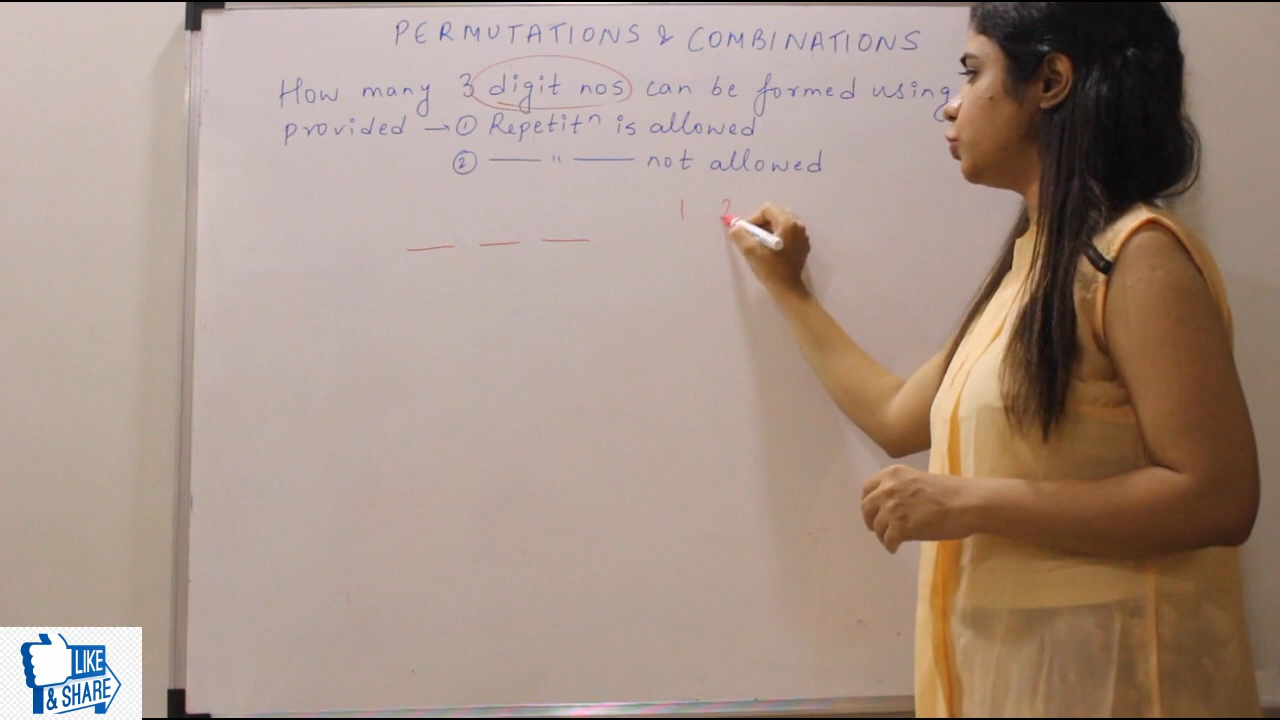 PERMUTATIONS & COMBINATIONS
How many 3 digit nos can be formed using
provided → ① Repetitⁿ is allowed
② —— " —— not allowed
1 2
LIKE
& SHARE